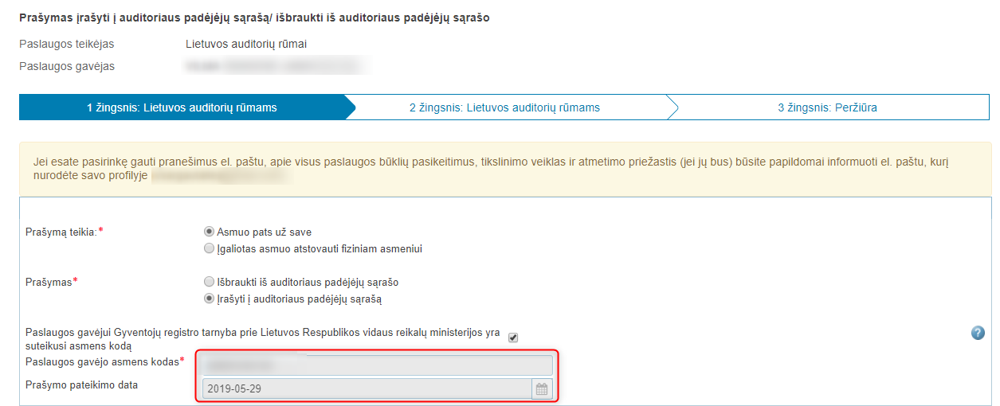 Prašymas įrašyti į auditoriaus padėjėjų sąrašą/ išbraukti iš auditoriaus padėjėjų sąrašo
Paslaugos teikėjas Lietuvos auditorių rūmai
Paslaugos gavėjas
1 žingsnis: Lietuvos auditorių rūmams 2 žingsnis: Lietuvos auditorių rūmams 3 žingsnis: Peržiūra
Jei esate pasirinkę gauti pranešimus el. paštu, apie visus paslaugos būklių pasikeitimus, tikslinimo veiklas ir atmetimo priežastis (jei jų bus) būsite papildomai informuoti el. paštu, kurį
nurodėte savo profilyje
Prašymą teikia:* Asmuo pats už save
Įgaliotas asmuo atstovauti fiziniam asmeniui
Prašymas* Išbraukti iš auditoriaus padėjėjų sąrašo
Įrašyti į auditoriaus padėjėjų sąrašą
Paslaugos gavėjui Gyventojų registro tarnyba prie Lietuvos Respublikos vidaus reikalų ministerijos yra
suteikusi asmens kodą
Paslaugos gavėjo asmens kodas*
Prašymo pateikimo data 2019-05-29